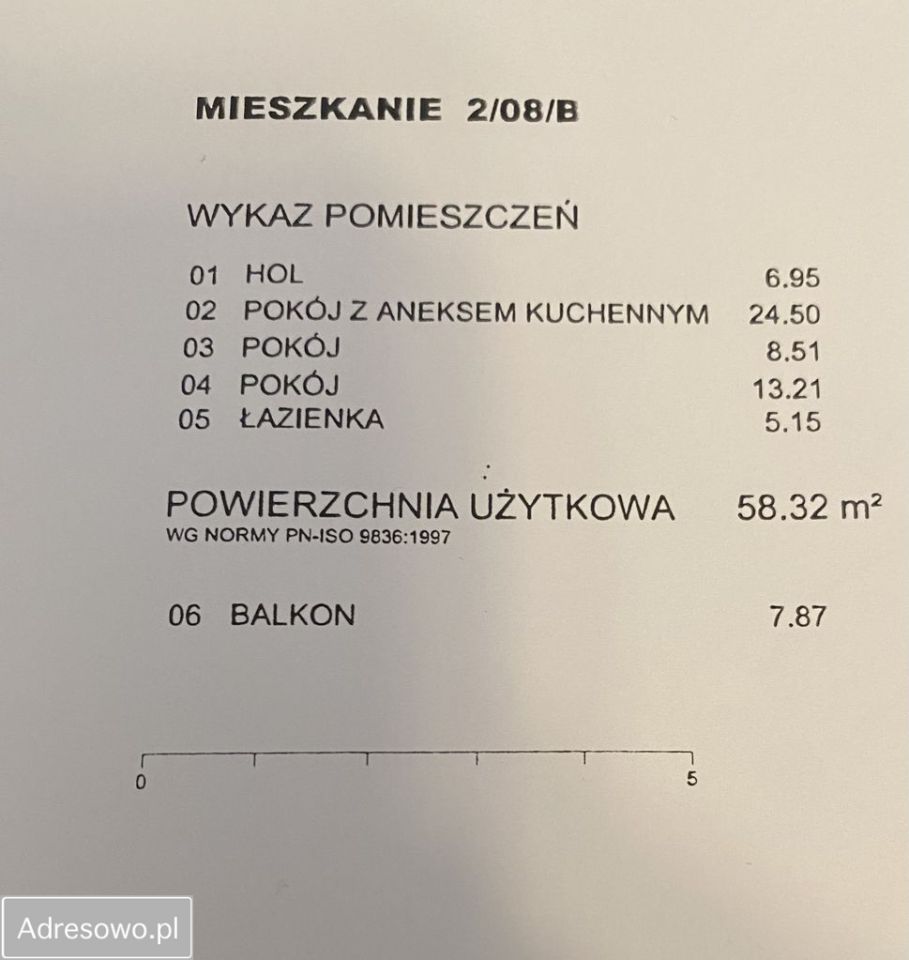 MIESZKANIE 2/08/B
WYKAZ POMIESZCZEŃ
01 HOL 6.95
02 POKÓJ Z ANEKSEM KUCHENNYM 24.50
03 POKÓJ 8.51
04 POKÓJ 13.21
05 ŁAZIENKA 5.15
POWIERZCHNIA UŻYTKOWA 58.32 m²
WG NORMY PN-ISO 9836:1997
06 BALKON 7.87
0 5
Adresowo.pl